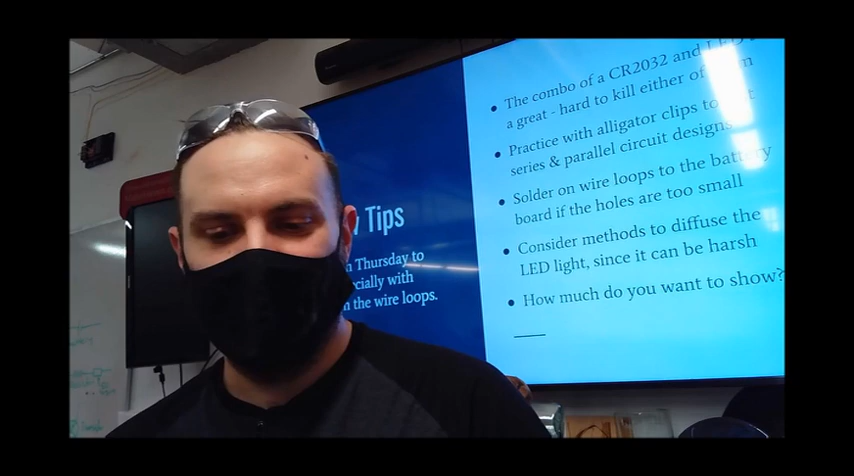 Tips
Thursday to
cially with
the wire loops.
The combo of a CR2032 and
a great - hard to kill either of
Practice with alligator clips to
series & parallel circuit designs
Solder on wire loops to the battery
board if the holes are too small
Consider methods to diffuse the
LED light, since it can be harsh
How much do you want to show?